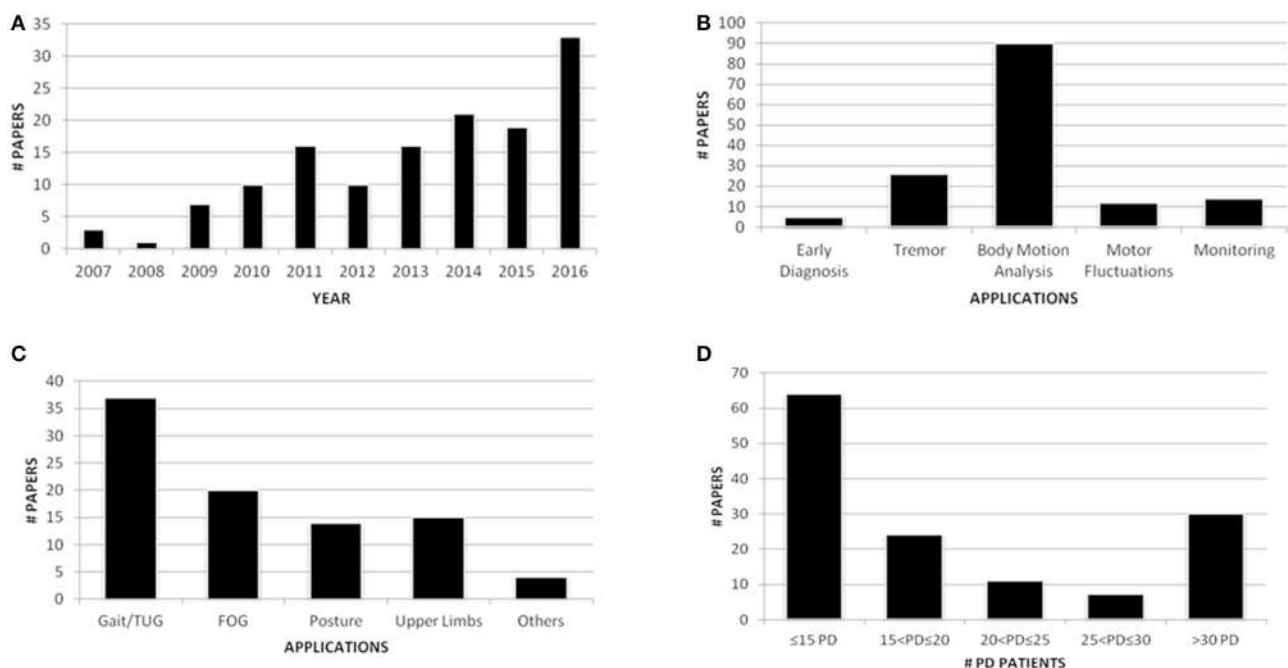 A
# PAPERS
35
30
25
20
15
10
5
0
2007 2008 2009 2010 2011 2012 2013 2014 2015 2016
YEAR
B
# PAPERS
100
90
80
70
60
50
40
30
20
10
0
Early Tremor Body Motion Motor Monitoring
Diagnosis Analysis Fluctuations
APPLICATIONS
C
# PAPERS
40
35
30
25
20
15
10
5
0
Gait/TUG FOG Posture Upper Limbs Others
APPLICATIONS
D
# PAPERS
70
60
50
40
30
20
10
0
≤15 PD 15<PD≤20 20<PD≤25 25<PD≤30 >30 PD
# PD PATIENTS